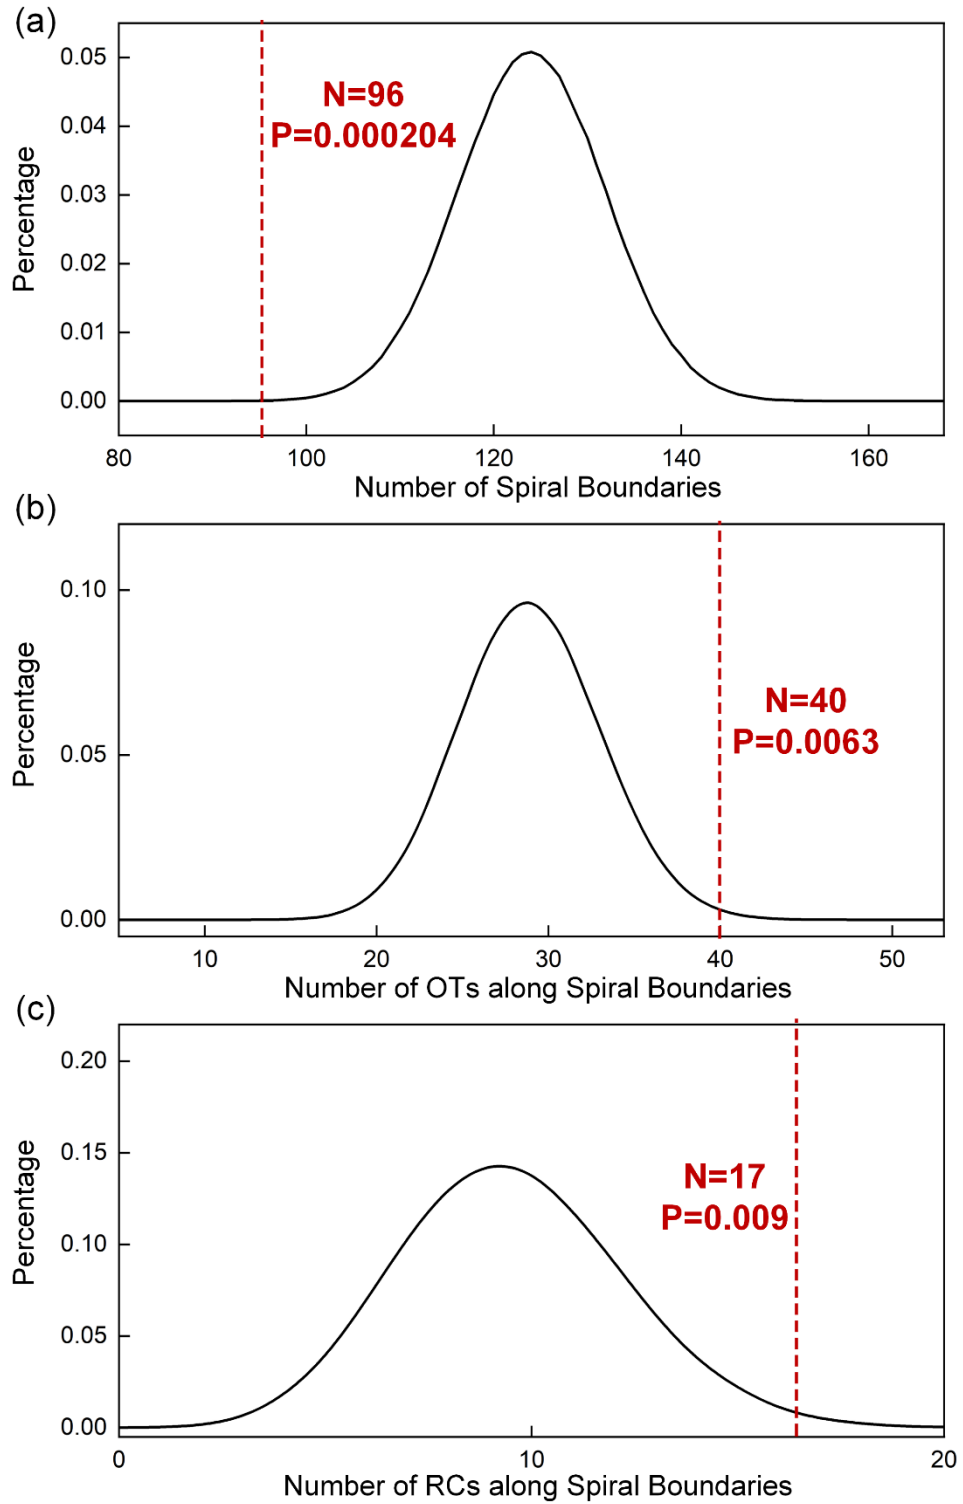 (a)
Percentage
0.05
0.04
0.03
0.02
0.01
0.00
N=96
P=0.000204
80 100 120 140 160
Number of Spiral Boundaries
(b)
Percentage
0.10
0.05
0.00
N=40
P=0.0063
10 20 30 40 50
Number of OTs along Spiral Boundaries
(c)
Percentage
0.20
0.15
0.10
0.05
0.00
N=17
P=0.009
0 10 20
Number of RCs along Spiral Boundaries